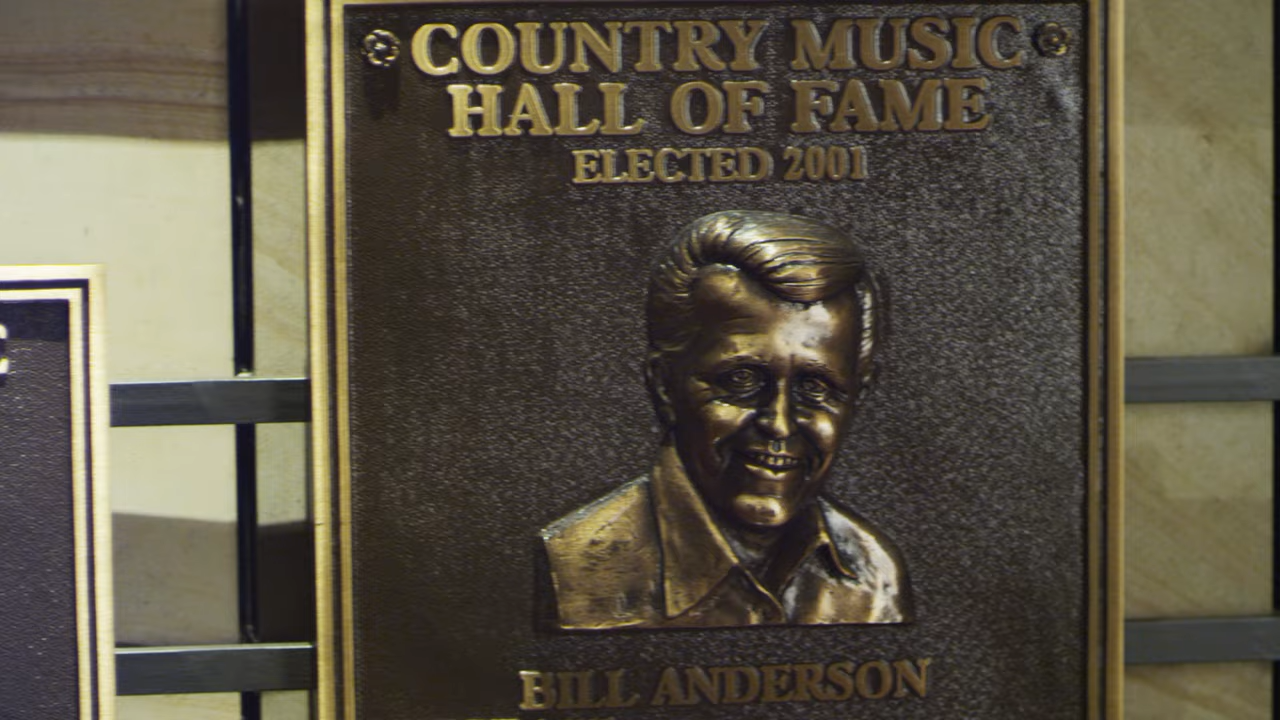 COUNTRY MUSIC
HALL OF FAME
ELECTED 2001
BILL ANDERSON